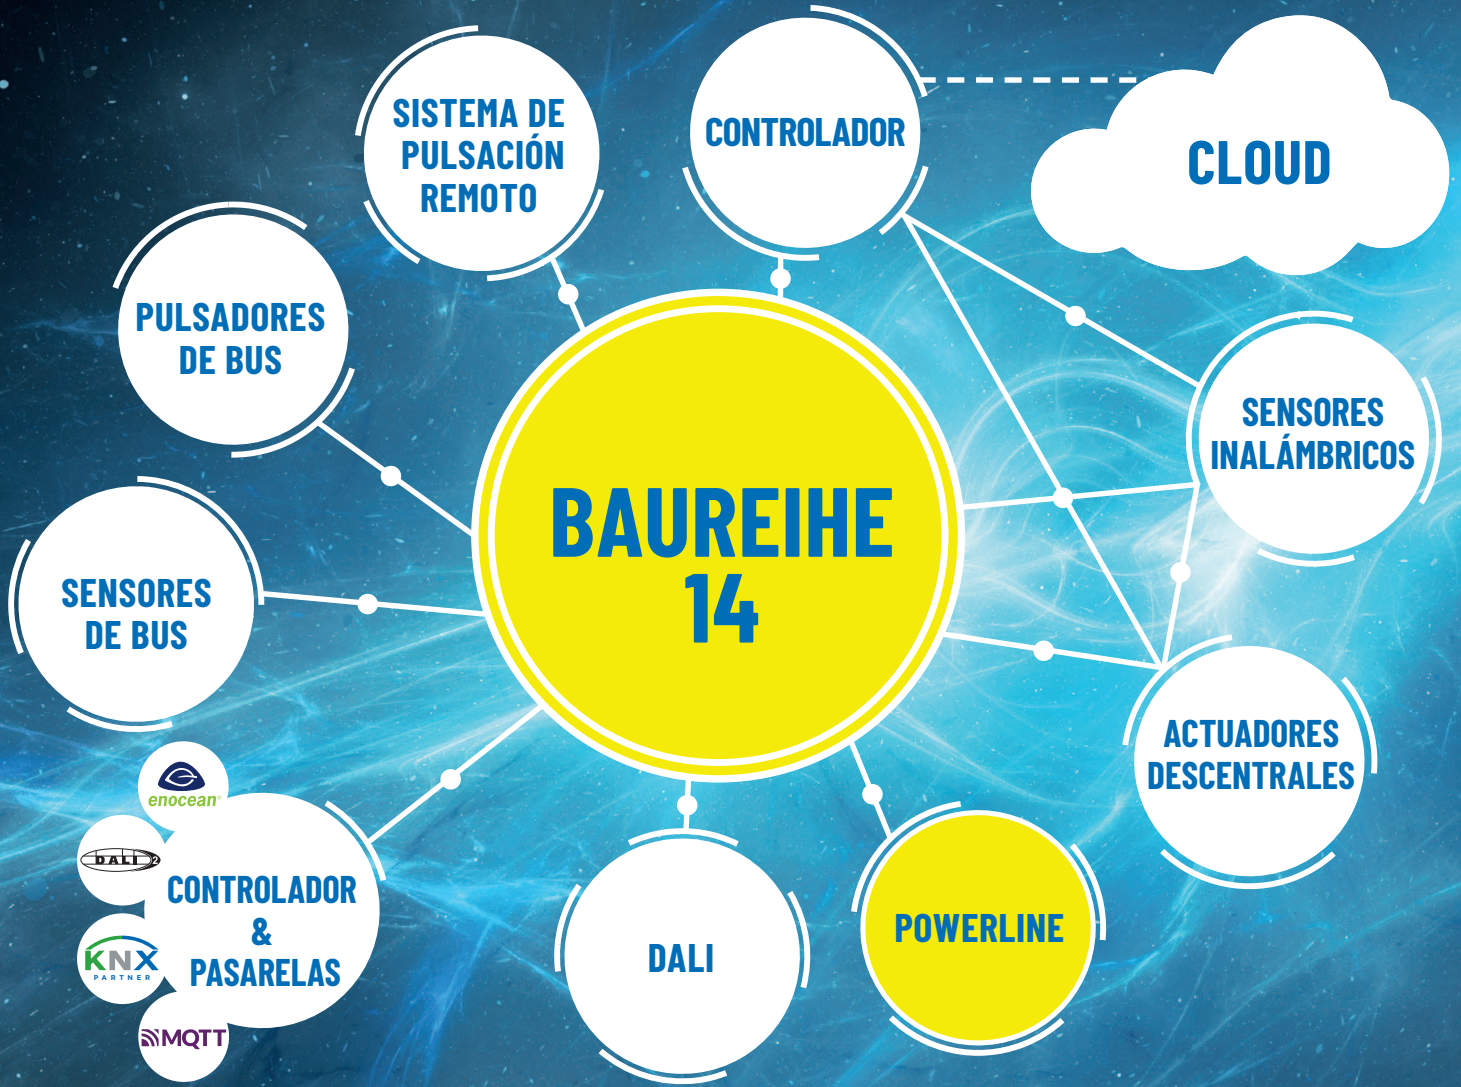 SISTEMA DE
PULSACIÓN
REMOTO
CONTROLADOR
CLOUD
PULSADORES
DE BUS
SENSORES
INALÁMBRICOS
BAUREIHE
14
SENSORES
DE BUS
ACTUADORES
DESCENTRALES
enocean®
DALI 2
KNX
PARTNER
MQTT
CONTROLADOR
&
PASARELAS
DALI
POWERLINE